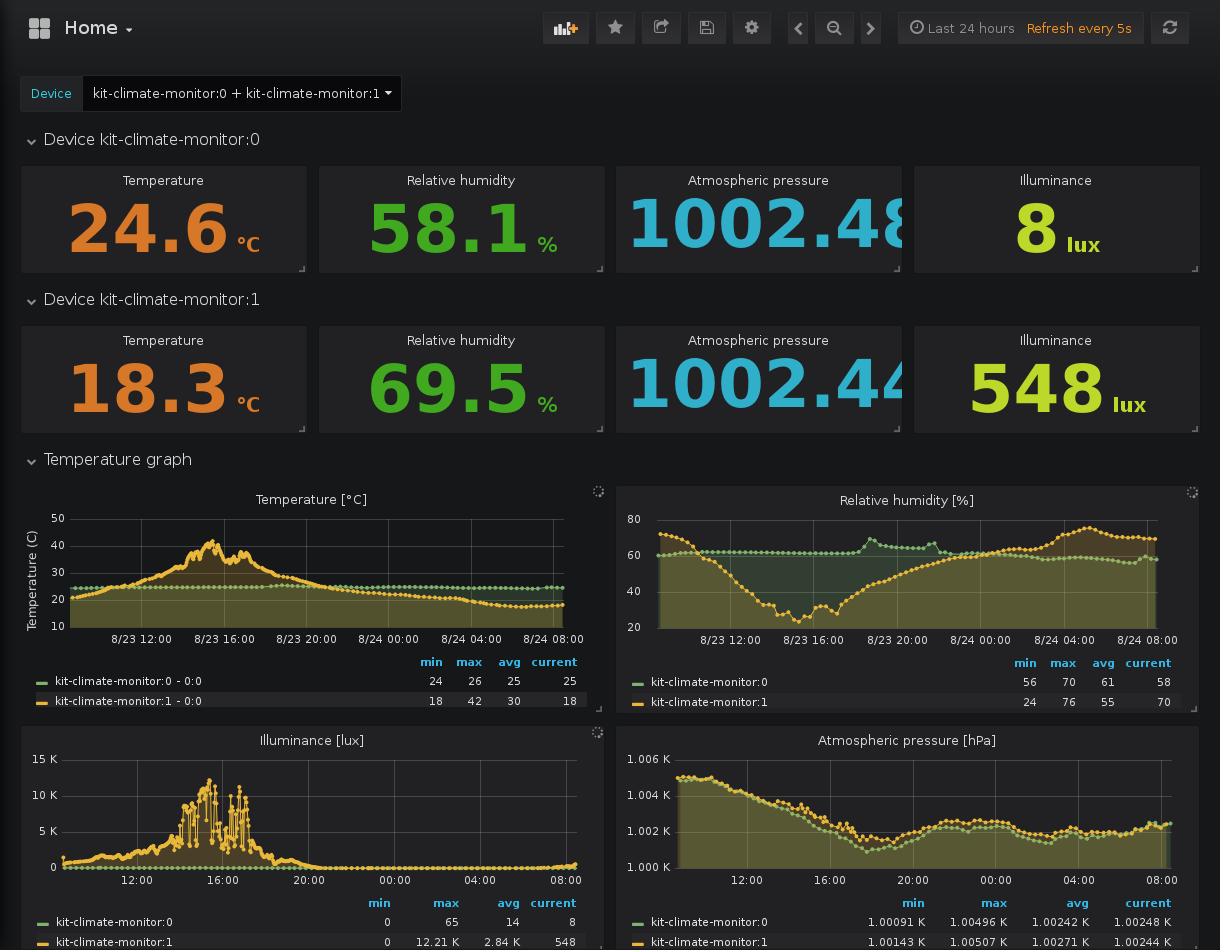 Home
Last 24 hours Refresh every 5s
Device kit-climate-monitor:0 + kit-climate-monitor:1
Device kit-climate-monitor:0
Temperature Relative humidity Atmospheric pressure Illuminance
24.6 °C 58.1 % 1002.48 8 lux
Device kit-climate-monitor:1
Temperature Relative humidity Atmospheric pressure Illuminance
18.3 °C 69.5 % 1002.44 548 lux
Temperature graph
Temperature [°C]
Temperature (C)
50
40
30
20
10
8/23 12:00 8/23 16:00 8/23 20:00 8/24 00:00 8/24 04:00 8/24 08:00
min max avg current
kit-climate-monitor:0 - 0:0 24 26 25 25
kit-climate-monitor:1 - 0:0 18 42 30 18
Relative humidity [%]
80
60
40
20
8/23 12:00 8/23 16:00 8/23 20:00 8/24 00:00 8/24 04:00 8/24 08:00
min max avg current
kit-climate-monitor:0 56 70 61 58
kit-climate-monitor:1 24 76 55 70
Illuminance [lux]
15 K
10 K
5 K
0
12:00 16:00 20:00 00:00 04:00 08:00
min max avg current
kit-climate-monitor:0 0 65 14 8
kit-climate-monitor:1 0 12.21 K 2.84 K 548
Atmospheric pressure [hPa]
1.006 K
1.004 K
1.002 K
1.000 K
12:00 16:00 20:00 00:00 04:00 08:00
min max avg current
kit-climate-monitor:0 1.00091 K 1.00496 K 1.00242 K 1.00248 K
kit-climate-monitor:1 1.00143 K 1.00507 K 1.00271 K 1.00244 K